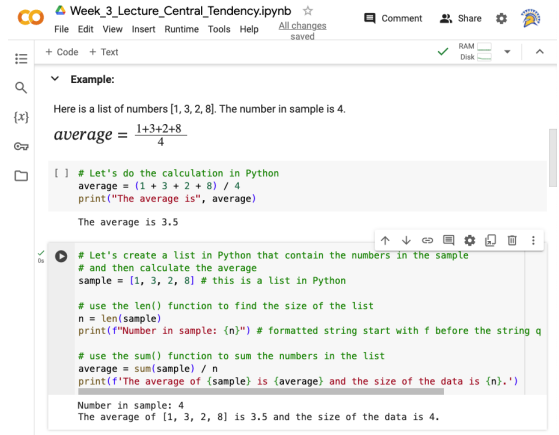 Week_3_Lecture_Central_Tendency.ipynb
File Edit View Insert Runtime Tools Help All changes saved
Comment Share
+ Code + Text
RAM
Disk
Example:
Here is a list of numbers [1, 3, 2, 8]. The number in sample is 4.
average = 1+3+2+8
4
{x}
[ ] # Let's do the calculation in Python
average = (1 + 3 + 2 + 8) / 4
print("The average is", average)
The average is 3.5
0s
# Let's create a list in Python that contain the numbers in the sample
# and then calculate the average
sample = [1, 3, 2, 8] # this is a list in Python
# use the len() function to find the size of the list
n = len(sample)
print(f"Number in sample: {n}") # formatted string start with f before the string q
# use the sum() function to sum the numbers in the list
average = sum(sample) / n
print(f'The average of {sample} is {average} and the size of the data is {n}.')
Number in sample: 4
The average of [1, 3, 2, 8] is 3.5 and the size of the data is 4.